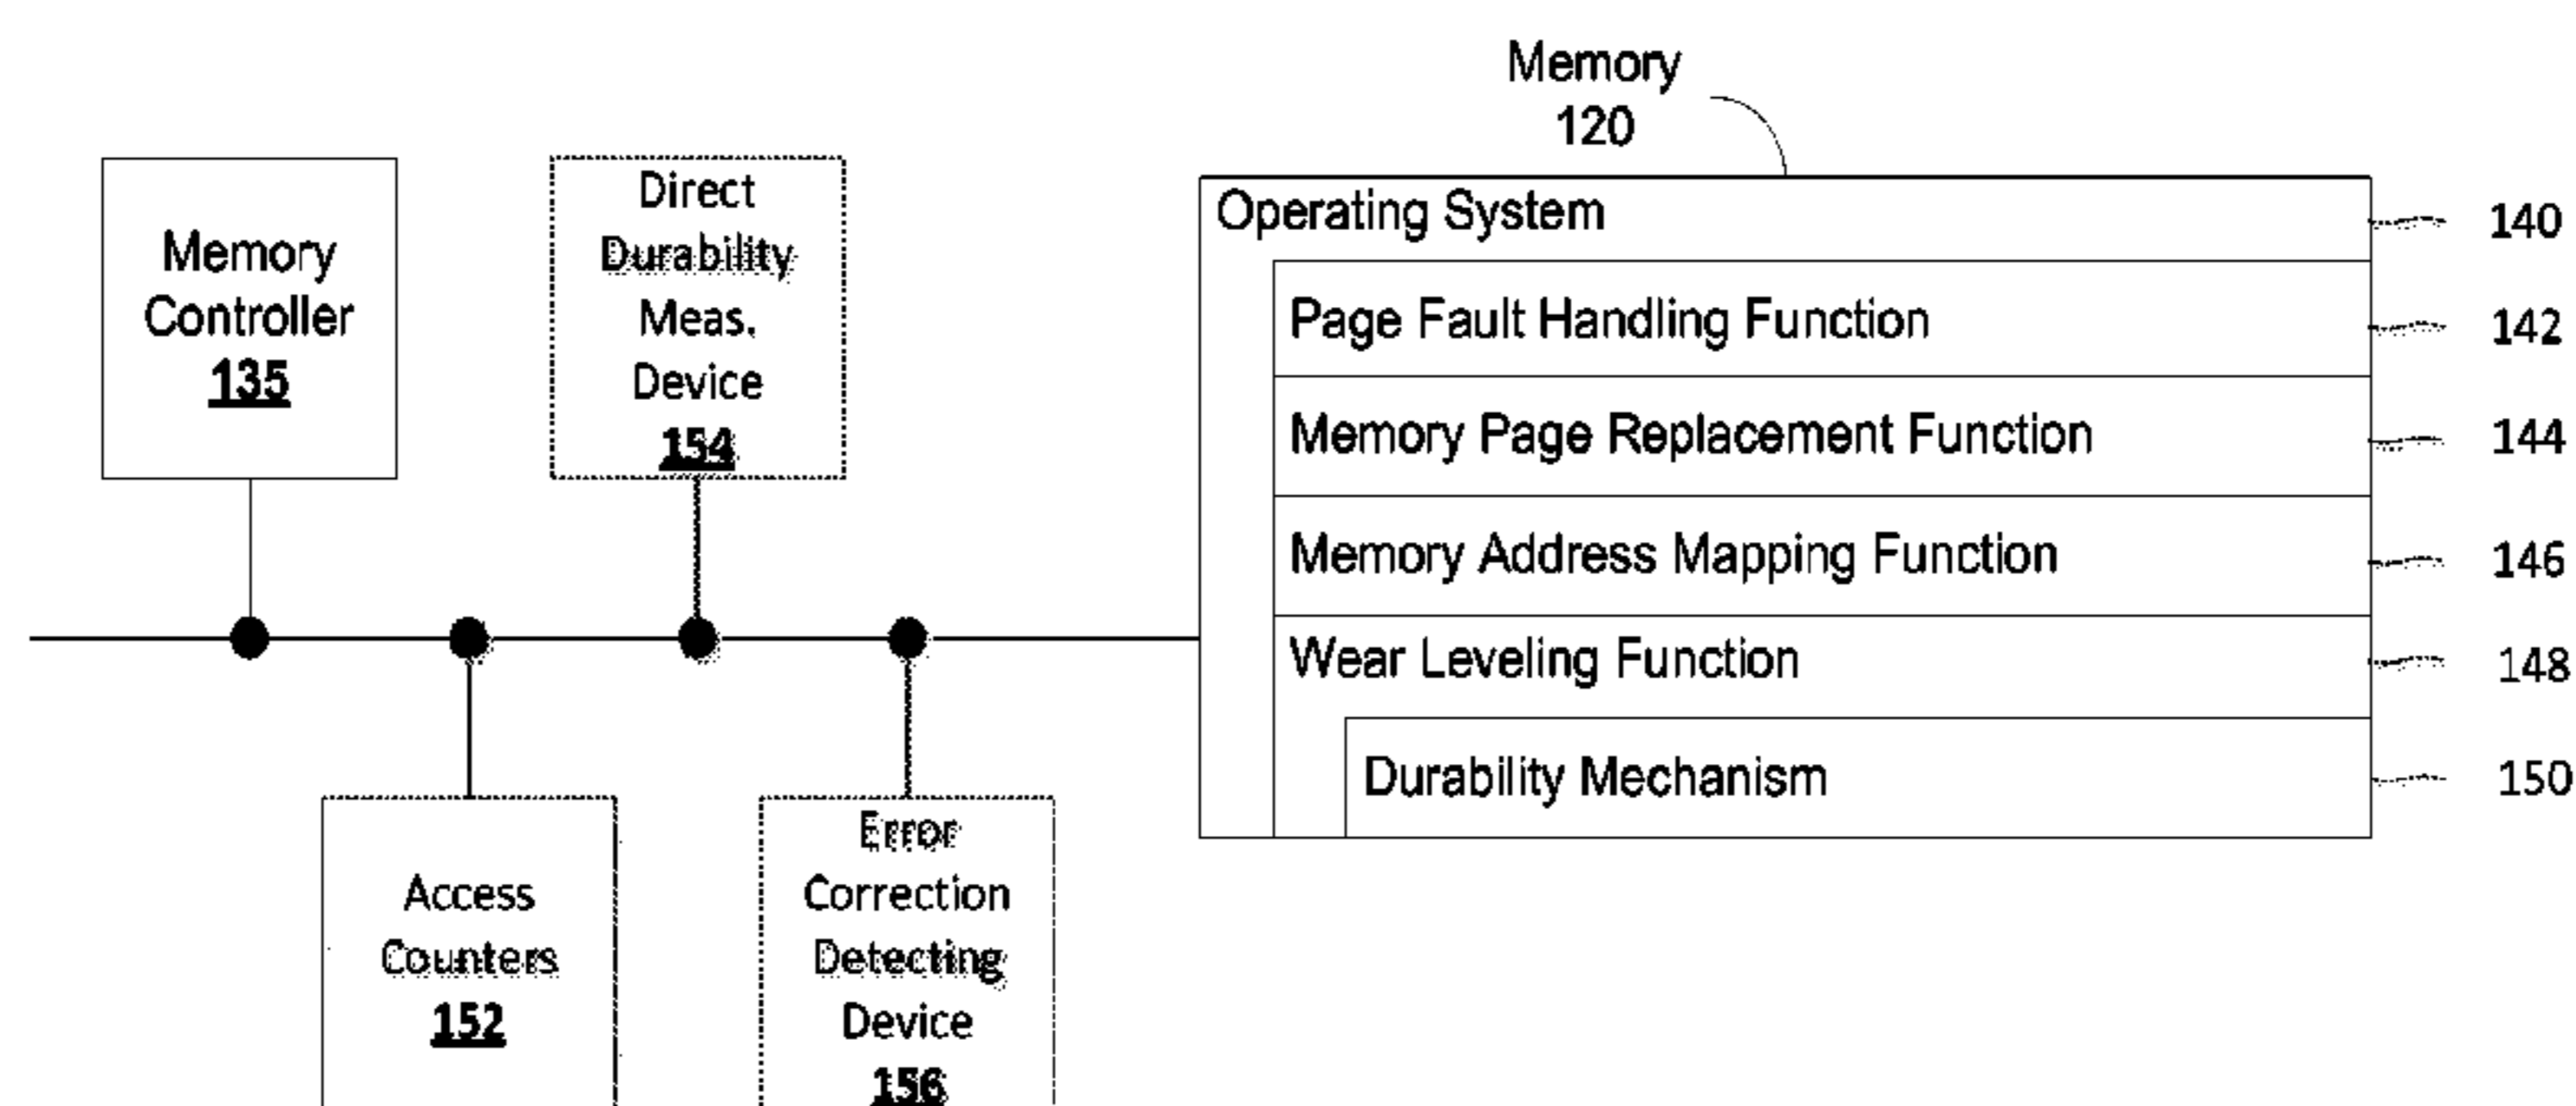 Memory
120
Memory
Controller
135
Direct
Durability
Meas.
Device
154
Operating System
140
Page Fault Handling Function
142
Memory Page Replacement Function
144
Memory Address Mapping Function
146
Wear Leveling Function
148
Durability Mechanism
150
Access
Counters
152
Error
Correction
Detecting
Device
156